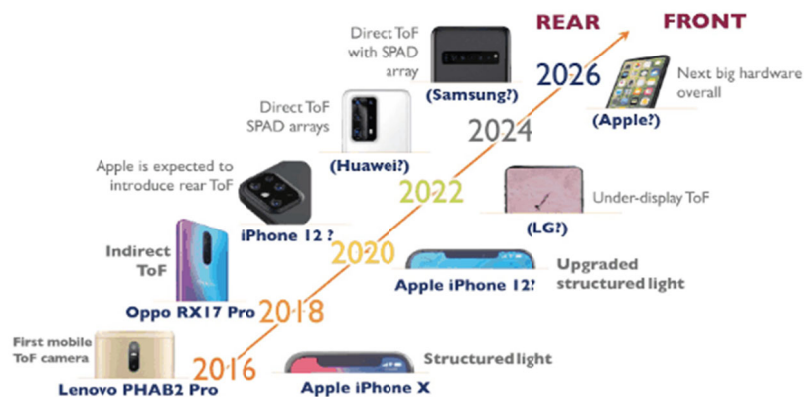 REAR
FRONT
Direct ToF
with SPAD
array
(Samsung?)
2026
Next big hardware
overall
(Apple?)
Direct ToF
SPAD arrays
(Huawei?)
2024
Apple is expected to
introduce rear ToF
iPhone 12 ?
2022
Under-display ToF
(LG?)
Indirect
ToF
Oppo RX17 Pro
2020
Apple iPhone 12?
Upgraded
structured light
2018
First mobile
ToF camera
Lenovo PHAB2 Pro
2016
Structured light
Apple iPhone X